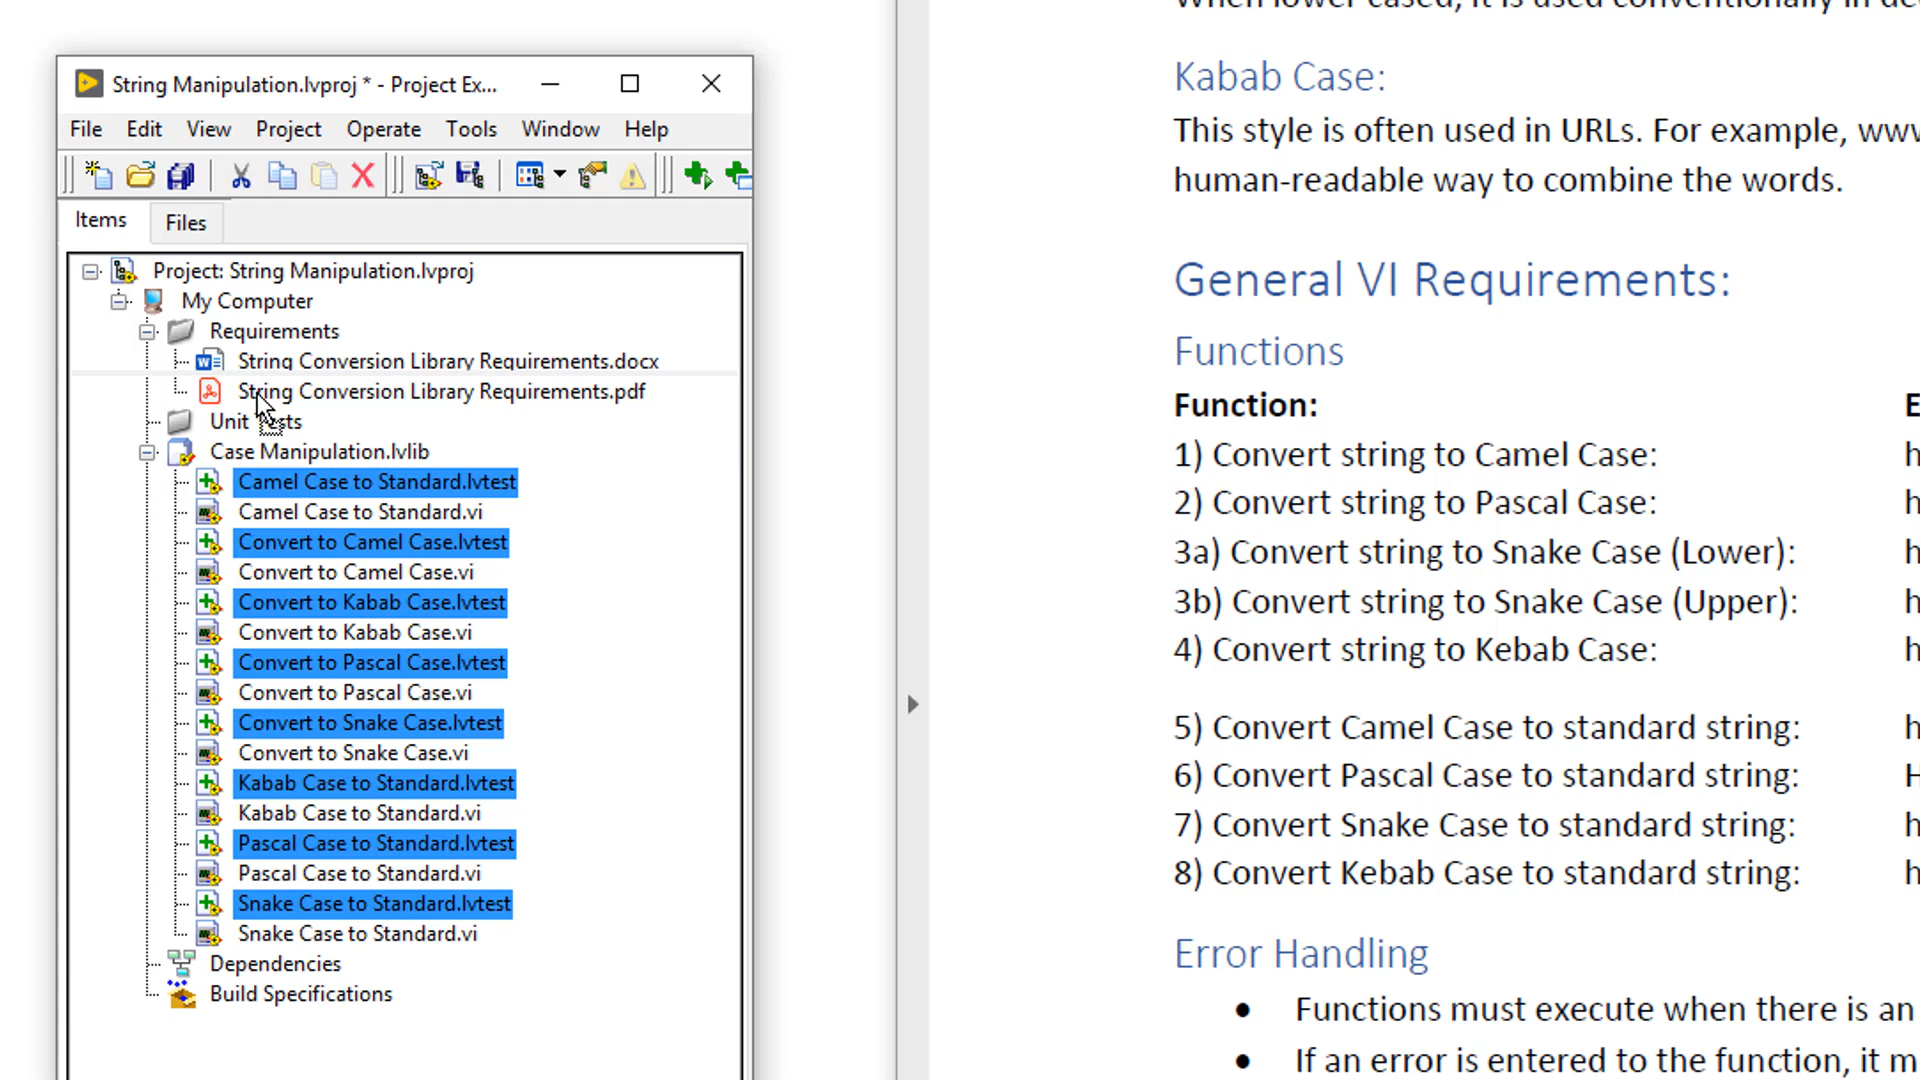 String Manipulation.lvproj * - Project Ex...
File Edit View Project Operate Tools Window Help
Items Files
Project: String Manipulation.lvproj
My Computer
Requirements
String Conversion Library Requirements.docx
String Conversion Library Requirements.pdf
Unit Tests
Case Manipulation.lvlib
Camel Case to Standard.lvtest
Camel Case to Standard.vi
Convert to Camel Case.lvtest
Convert to Camel Case.vi
Convert to Kabab Case.lvtest
Convert to Kabab Case.vi
Convert to Pascal Case.lvtest
Convert to Pascal Case.vi
Convert to Snake Case.lvtest
Convert to Snake Case.vi
Kabab Case to Standard.lvtest
Kabab Case to Standard.vi
Pascal Case to Standard.lvtest
Pascal Case to Standard.vi
Snake Case to Standard.lvtest
Snake Case to Standard.vi
Dependencies
Build Specifications
When lower cased, it is used conventionally in
Kabab Case:
This style is often used in URLs. For example, www
human-readable way to combine the words.
General VI Requirements:
Functions
Function: E
1) Convert string to Camel Case: h
2) Convert string to Pascal Case: h
3a) Convert string to Snake Case (Lower): h
3b) Convert string to Snake Case (Upper): h
4) Convert string to Kebab Case: h
5) Convert Camel Case to standard string: h
6) Convert Pascal Case to standard string: H
7) Convert Snake Case to standard string: h
8) Convert Kebab Case to standard string: h
Error Handling
• Functions must execute when there is an
• If an error is entered to the function, it m